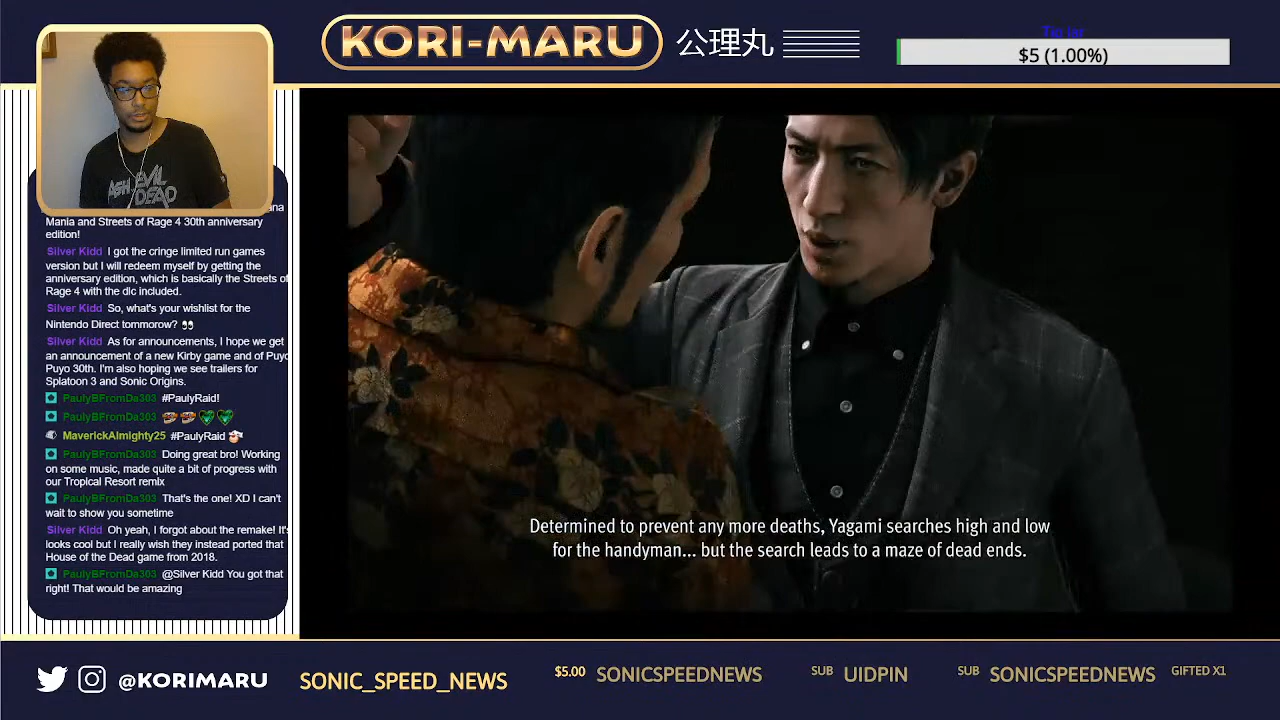 KORI-MARU 公理丸
Tip jar
$5 (1.00%)
ASH EVIL DEAD
ana
Mania and Streets of Rage 4 30th anniversary
edition!
Silver Kidd I got the cringe limited run games
version but I will redeem myself by getting the
anniversary edition, which is basically the Streets of
Rage 4 with the dlc included.
Silver Kidd So, what's your wishlist for the
Nintendo Direct tommorow? 👀
Silver Kidd As for announcements, I hope we get
an announcement of a new Kirby game and of Puyo
Puyo 30th. I'm also hoping we see trailers for
Splatoon 3 and Sonic Origins.
PaulyBFromDa303 #PaulyRaid!
PaulyBFromDa303
MaverickAlmighty25 #PaulyRaid
PaulyBFromDa303 Doing great bro! Working
on some music, made quite a bit of progress with
our Tropical Resort remix
PaulyBFromDa303 That's the one! XD I can't
wait to show you sometime
Silver Kidd Oh yeah, I forgot about the remake! It's
looks cool but I really wish they instead ported that
House of the Dead game from 2018.
PaulyBFromDa303 @Silver Kidd You got that
right! That would be amazing
Determined to prevent any more deaths, Yagami searches high and low
for the handyman... but the search leads to a maze of dead ends.
@KORIMARU
SONIC_SPEED_NEWS
$5.00 SONICSPEEDNEWS SUB UIDPIN SUB SONICSPEEDNEWS GIFTED X1